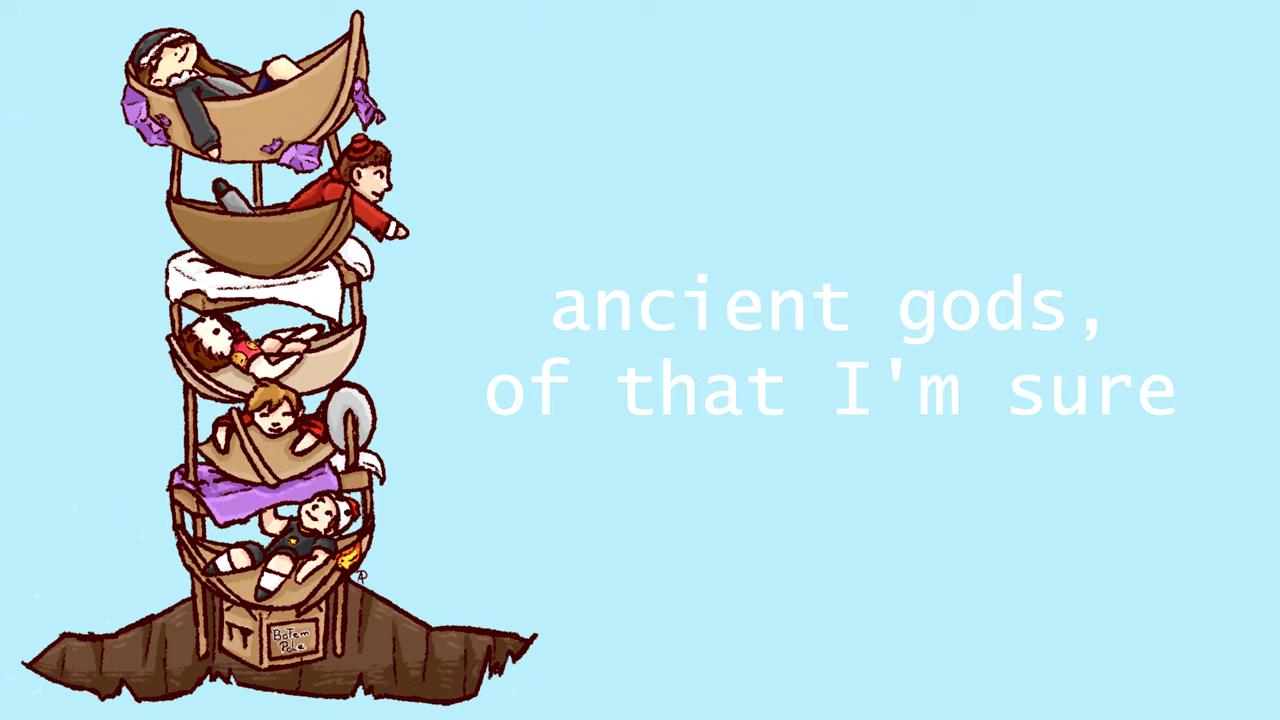 ancient gods,
of that I'm sure
BoTem
Pole